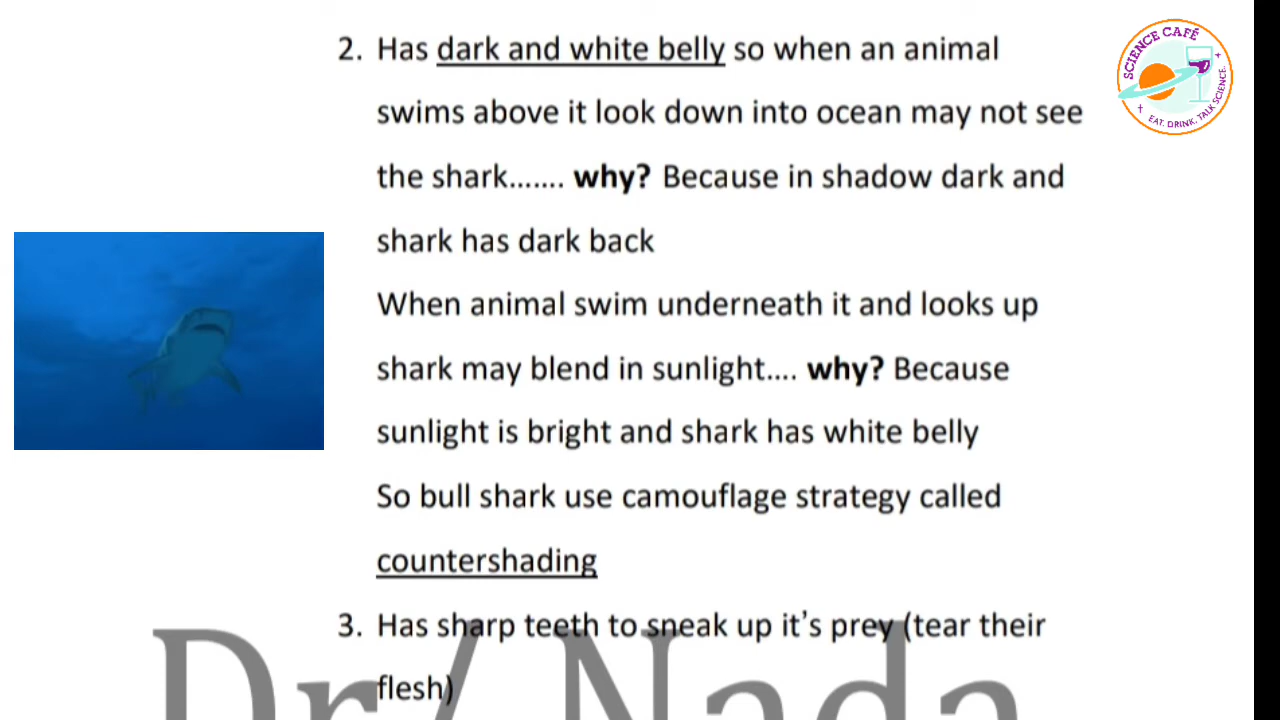 2. Has dark and white belly so when an animal
swims above it look down into ocean may not see
the shark....... why? Because in shadow dark and
shark has dark back
When animal swim underneath it and looks up
shark may blend in sunlight.... why? Because
sunlight is bright and shark has white belly
So bull shark use camouflage strategy called
countershading
3. Has sharp teeth to sneak up it's prey (tear their
flesh)
Dr/ Nada
SCIENCE CAFÉ
EAT. DRINK. TALK SCIENCE.